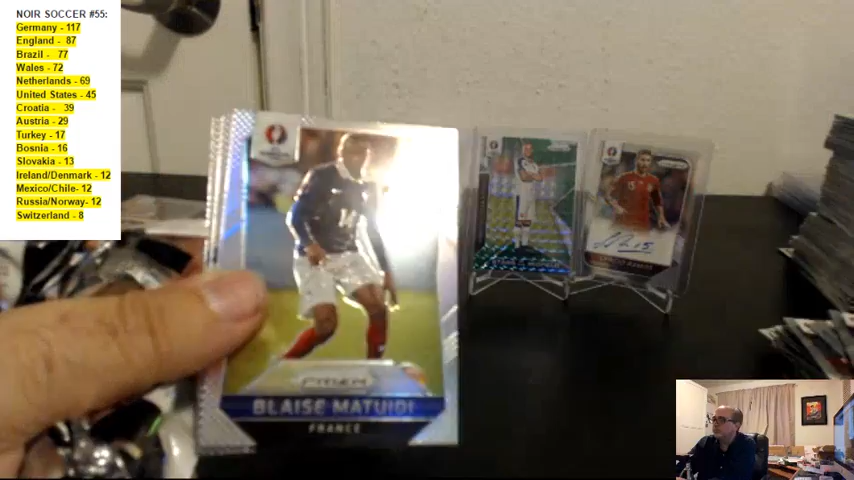 NOIR SOCCER #55:
Germany - 117
England - 87
Brazil - 77
Wales - 72
Netherlands - 69
United States - 45
Croatia - 39
Austria - 29
Turkey - 17
Bosnia - 16
Slovakia - 13
Ireland/Denmark - 12
Mexico/Chile- 12
Russia/Norway- 12
Switzerland - 8
PRIZM
BLAISE MATUIDI
FRANCE
14
15